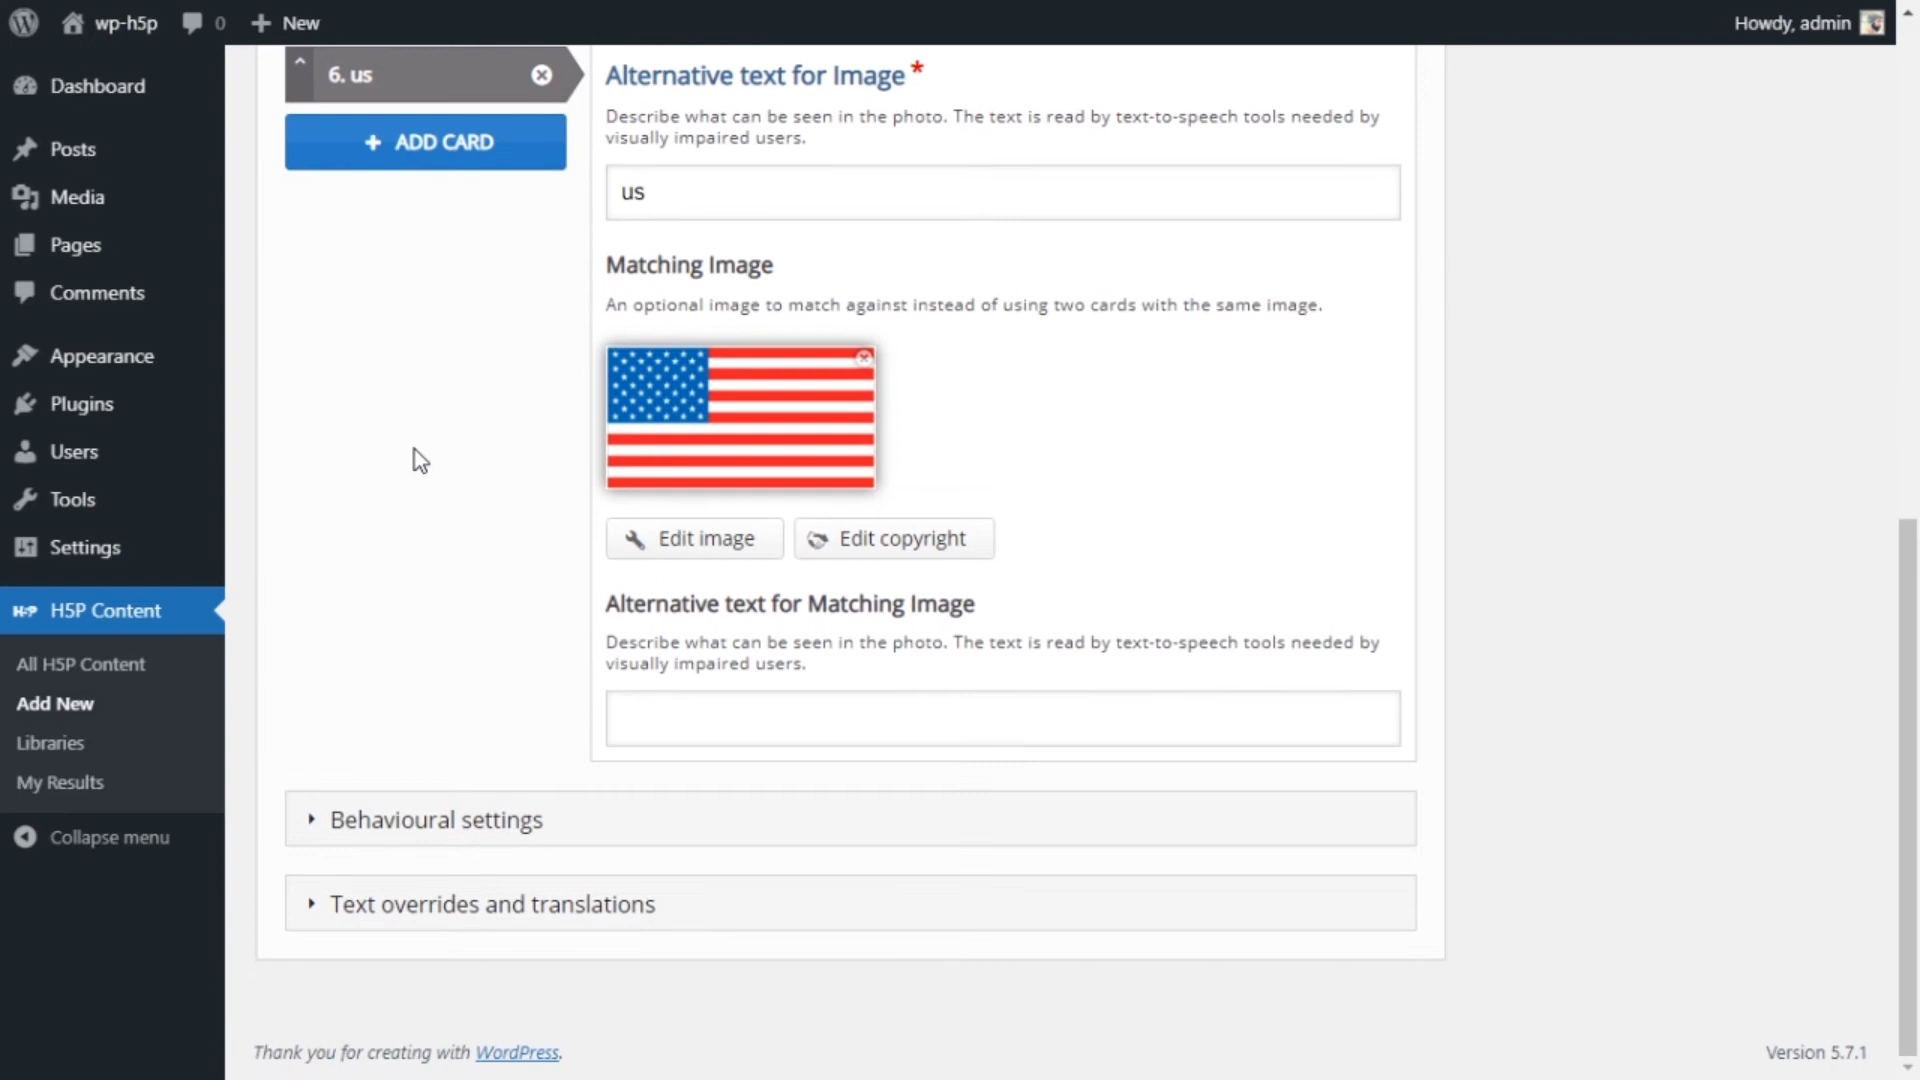 wp-h5p
0
New
Howdy, admin
Dashboard
Posts
Media
Pages
Comments
Appearance
Plugins
Users
Tools
Settings
H5P
H5P Content
All H5P Content
Add New
Libraries
My Results
Collapse menu
6. us
ADD CARD
Alternative text for Image *
Describe what can be seen in the photo. The text is read by text-to-speech tools needed by
visually impaired users.
us
Matching Image
An optional image to match against instead of using two cards with the same image.
Edit image
Edit copyright
Alternative text for Matching Image
Describe what can be seen in the photo. The text is read by text-to-speech tools needed by
visually impaired users.
Behavioural settings
Text overrides and translations
Thank you for creating with WordPress.
Version 5.7.1